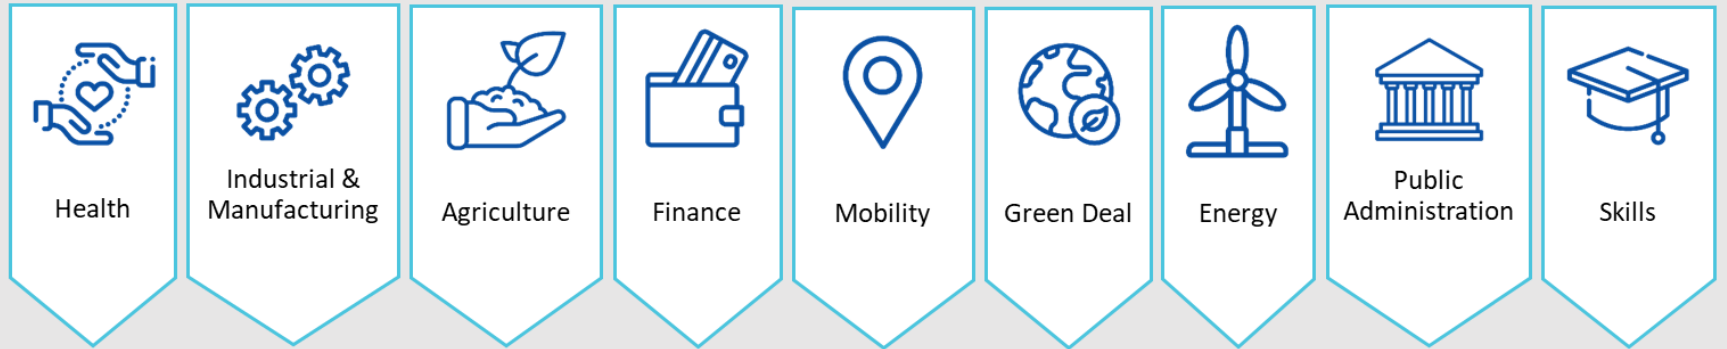 Health
Industrial &
Manufacturing
Agriculture
Finance
Mobility
Green Deal
Energy
Public
Administration
Skills